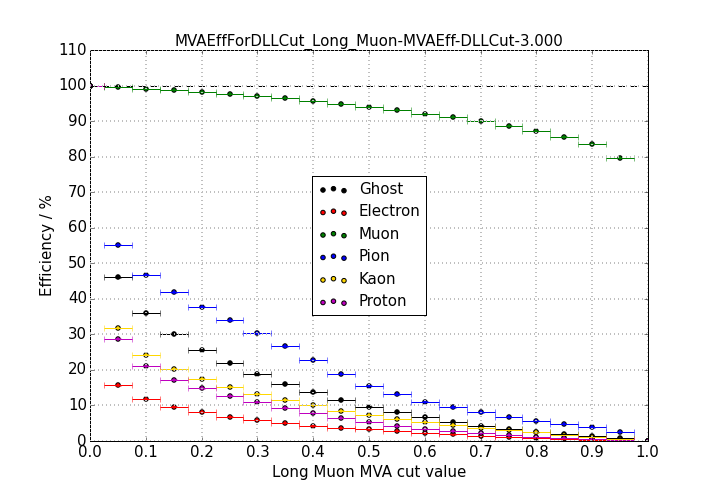 MVAEffForDLLCut_Long_Muon-MVAEff-DLLCut-3.000
110
100
90
80
70
60
50
40
30
20
10
0
Efficiency / %
Ghost
Electron
Muon
Pion
Kaon
Proton
0.0 0.1 0.2 0.3 0.4 0.5 0.6 0.7 0.8 0.9 1.0
Long Muon MVA cut value